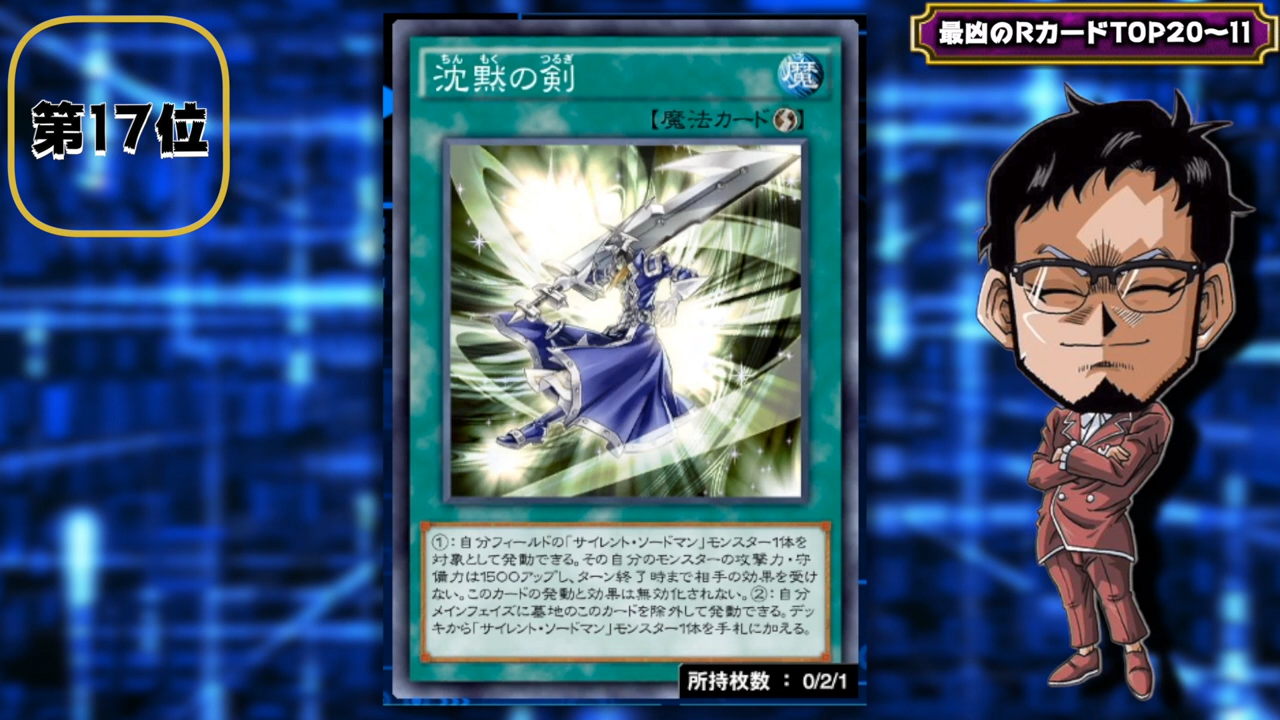 第17位
最凶のRカードTOP20～11
ちん もく つるぎ
沈黙の剣
魔
【魔法カード】
①：自分フィールドの「サイレント・ソードマン」モンスター1体を
対象として発動できる。その自分のモンスターの攻撃力・守
備力は1500アップし、ターン終了時まで相手の効果を受け
ない。このカードの発動と効果は無効化されない。②：自分
メインフェイズに墓地のこのカードを除外して発動できる。デッ
キから「サイレント・ソードマン」モンスター1体を手札に加える。
所持枚数 ： 0/2/1